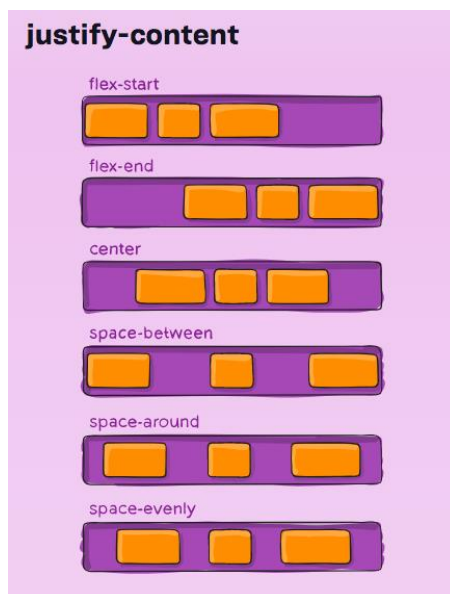 justify-content
flex-start
flex-end
center
space-between
space-around
space-evenly